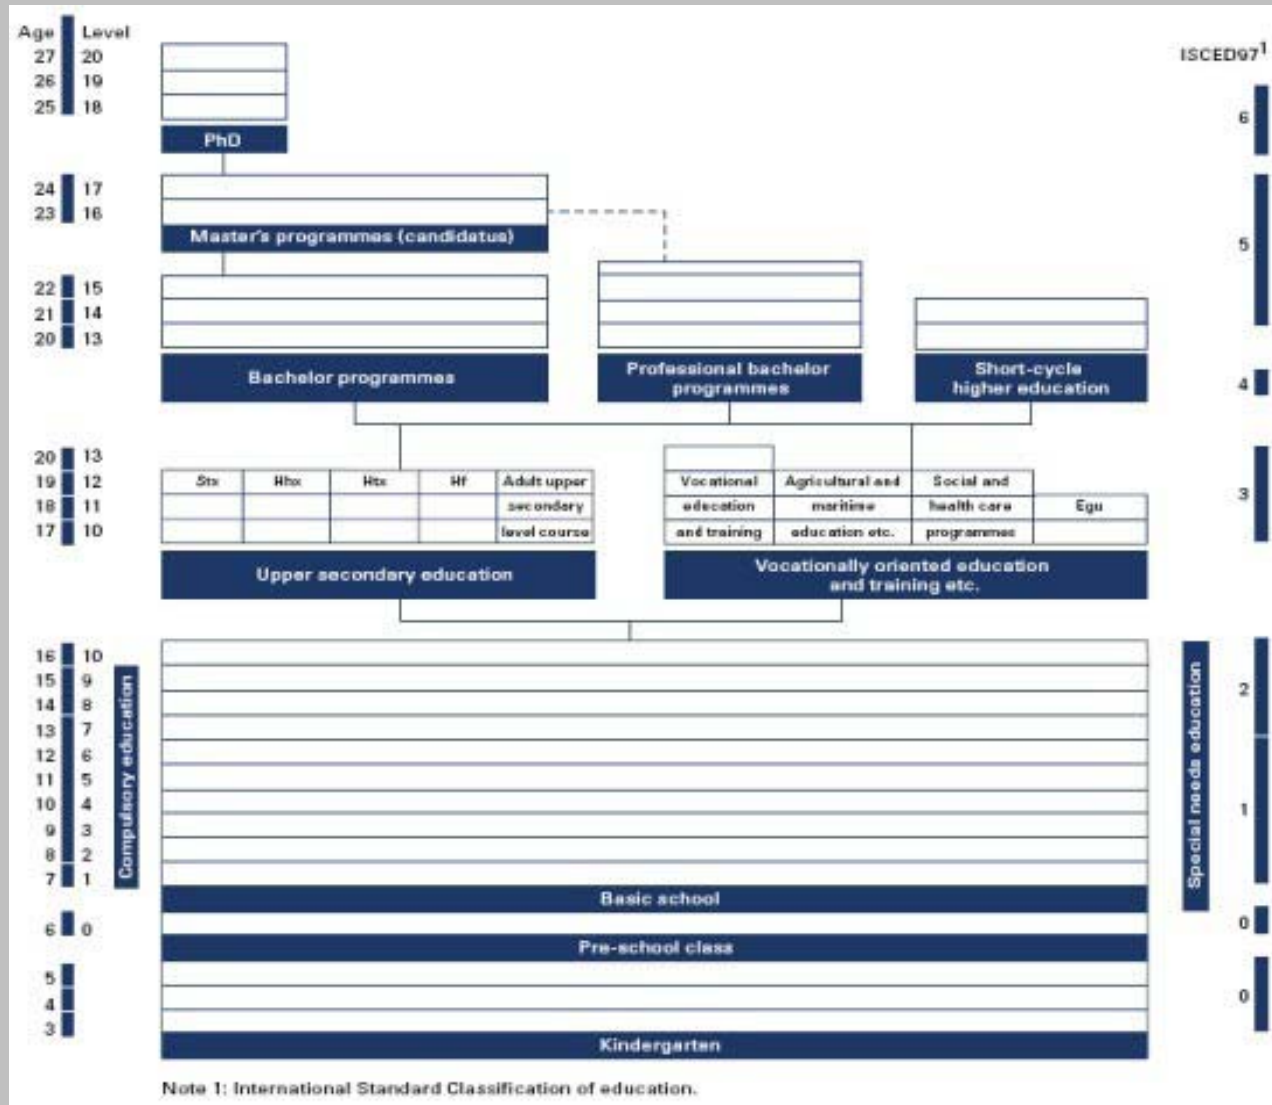 Age Level
27 20
ISCED97¹
26 19
25 18
6
PhD
24 17
23 16
Master's programmes (candidatus)
5
22 15
21 14
20 13
Bachelor programmes
Professional bachelor
programmes
Short-cycle
higher education
4
20 13
19 12
Stx Hhx Htx Hf Adult upper
secondary
level course
Vocational
education
and training
Agricultural and
maritime
education etc.
Social and
health care
programmes
Egu
3
18 11
17 10
Upper secondary education
Vocationally oriented education
and training etc.
16 10
15 9
14 8
13 7
12 6
11 5
10 4
9 3
8 2
7 1
Compulsory education
Special needs education
2
1
Basic school
6 0
0
Pre-school class
5
4
3
0
Kindergarten
Note 1: International Standard Classification of education.